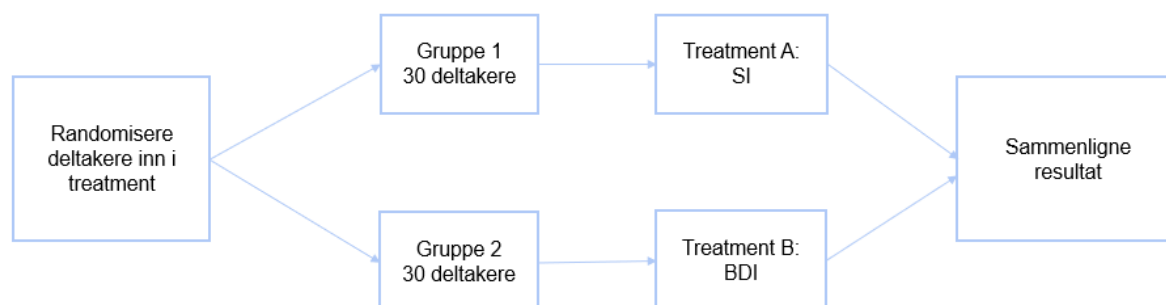 Randomisere
deltakere inn i
treatment
Gruppe 1
30 deltakere
Treatment A:
SI
Gruppe 2
30 deltakere
Treatment B:
BDI
Sammenligne
resultat